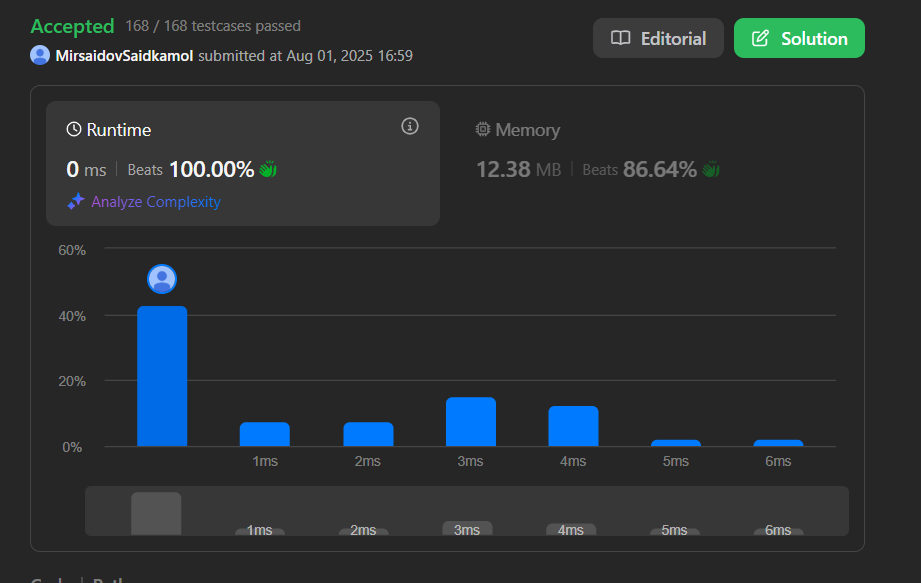 Accepted 168 / 168 testcases passed
MirsaidovSaidkamol submitted at Aug 01, 2025 16:59
Editorial
Solution
Runtime
0 ms | Beats 100.00%
Analyze Complexity
Memory
12.38 MB | Beats 86.64%
60%
40%
20%
0%
1ms 2ms 3ms 4ms 5ms 6ms
1ms 2ms 3ms 4ms 5ms 6ms